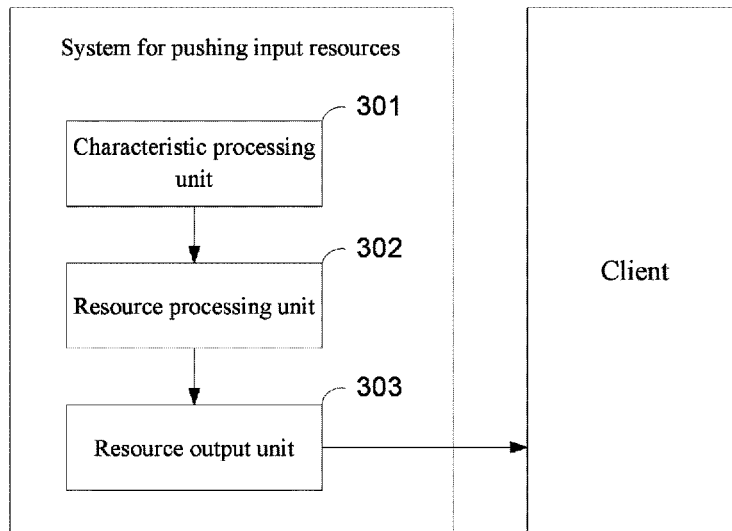 System for pushing input resources
301
Characteristic processing
unit
302
Resource processing unit
Client
303
Resource output unit